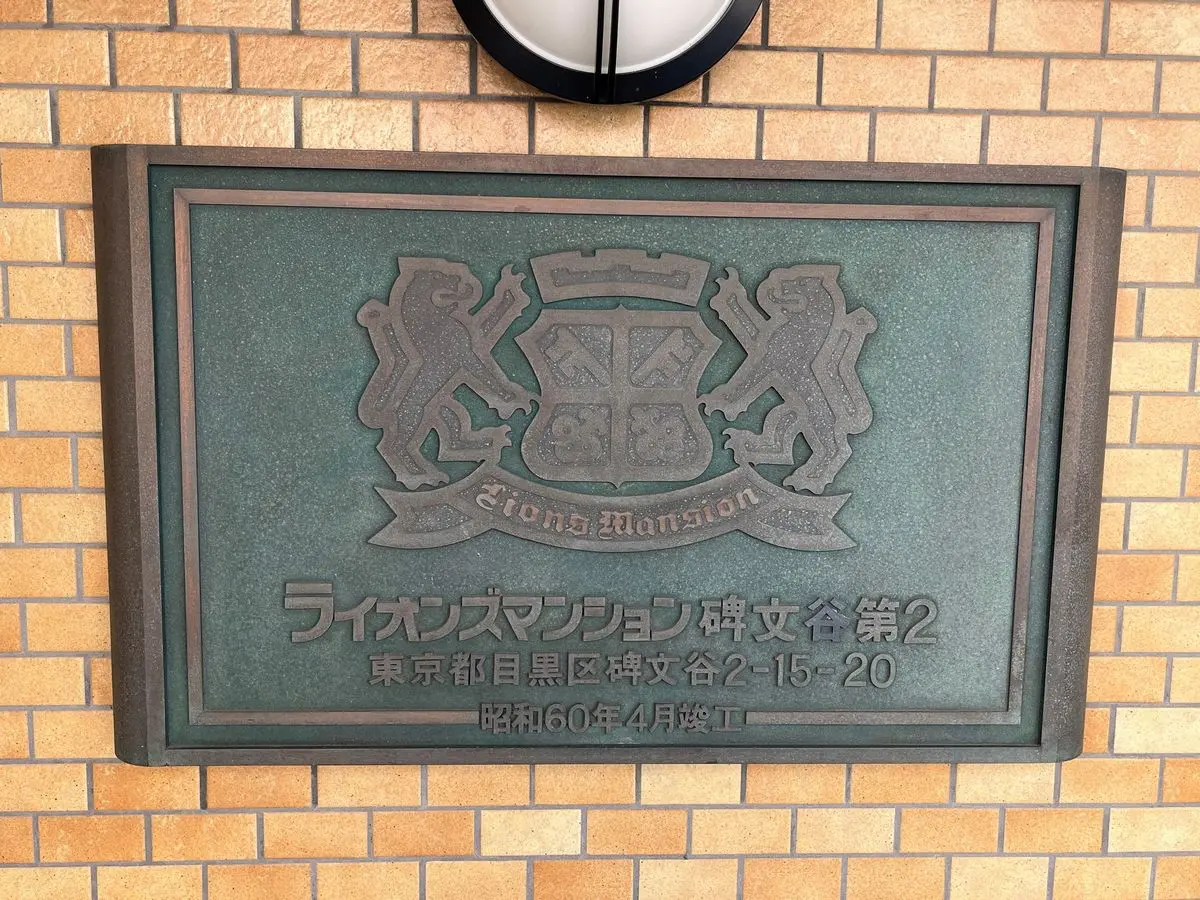 Lions Mansion
ライオンズマンション碑文谷第2
東京都目黒区碑文谷2-15-20
昭和60年4月竣工